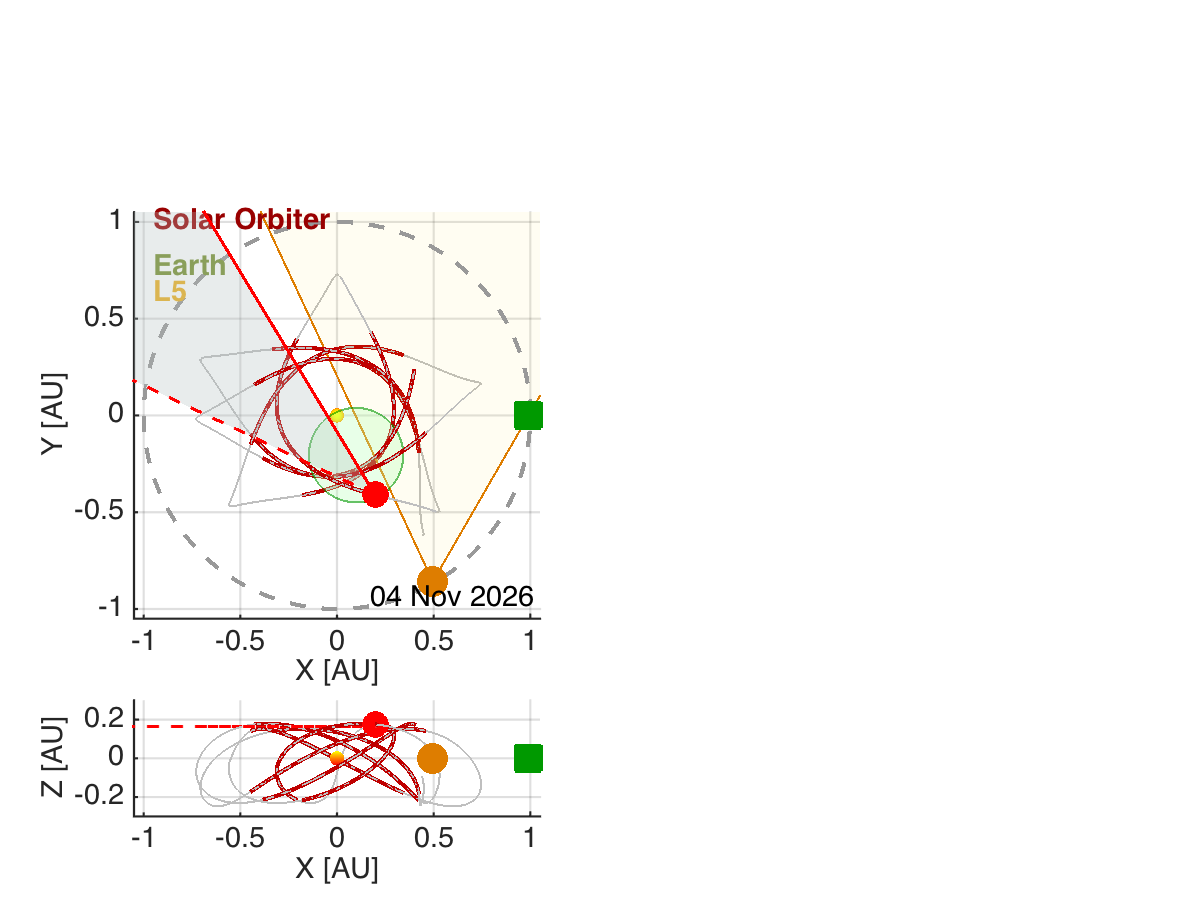 1
Solar Orbiter
Earth
L5
0.5
0
-0.5
-1
Y [AU]
04 Nov 2026
-1 -0.5 0 0.5 1
X [AU]
0.2
0
-0.2
Z [AU]
-1 -0.5 0 0.5 1
X [AU]